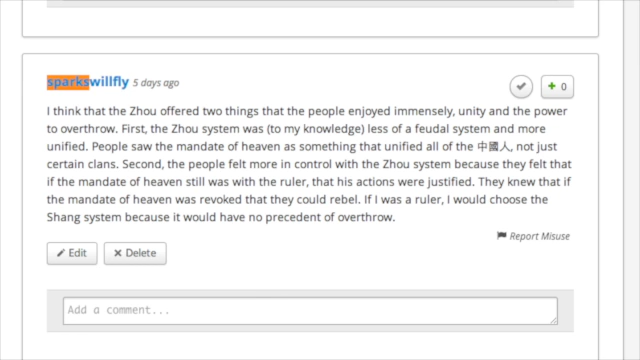 sparkswillfly 5 days ago
✓
+ 0
I think that the Zhou offered two things that the people enjoyed immensely, unity and the power
to overthrow. First, the Zhou system was (to my knowledge) less of a feudal system and more
unified. People saw the mandate of heaven as something that unified all of the 中國人, not just
certain clans. Second, the people felt more in control with the Zhou system because they felt that
if the mandate of heaven still was with the ruler, that his actions were justified. They knew that if
the mandate of heaven was revoked that they could rebel. If I was a ruler, I would choose the
Shang system because it would have no precedent of overthrow.
Report Misuse
Edit
× Delete
Add a comment...